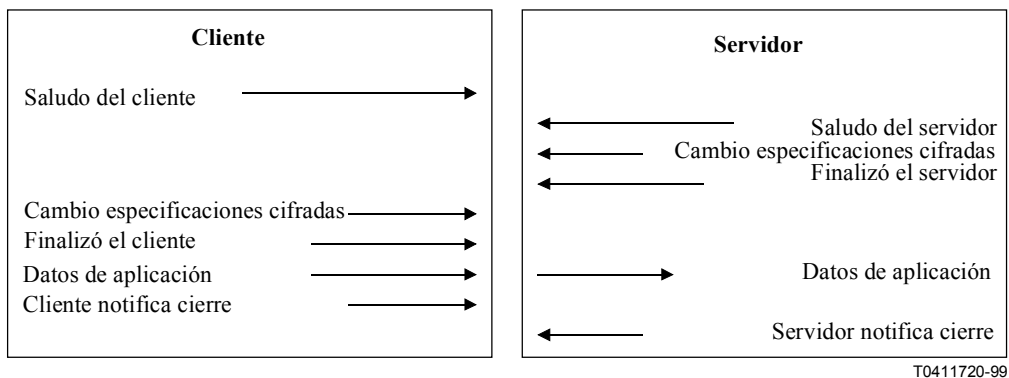 Cliente
Saludo del cliente
Cambio especificaciones cifradas
Finalizó el cliente
Datos de aplicación
Cliente notifica cierre
Servidor
Saludo del servidor
Cambio especificaciones cifradas
Finalizó el servidor
Datos de aplicación
Servidor notifica cierre
T0411720-99